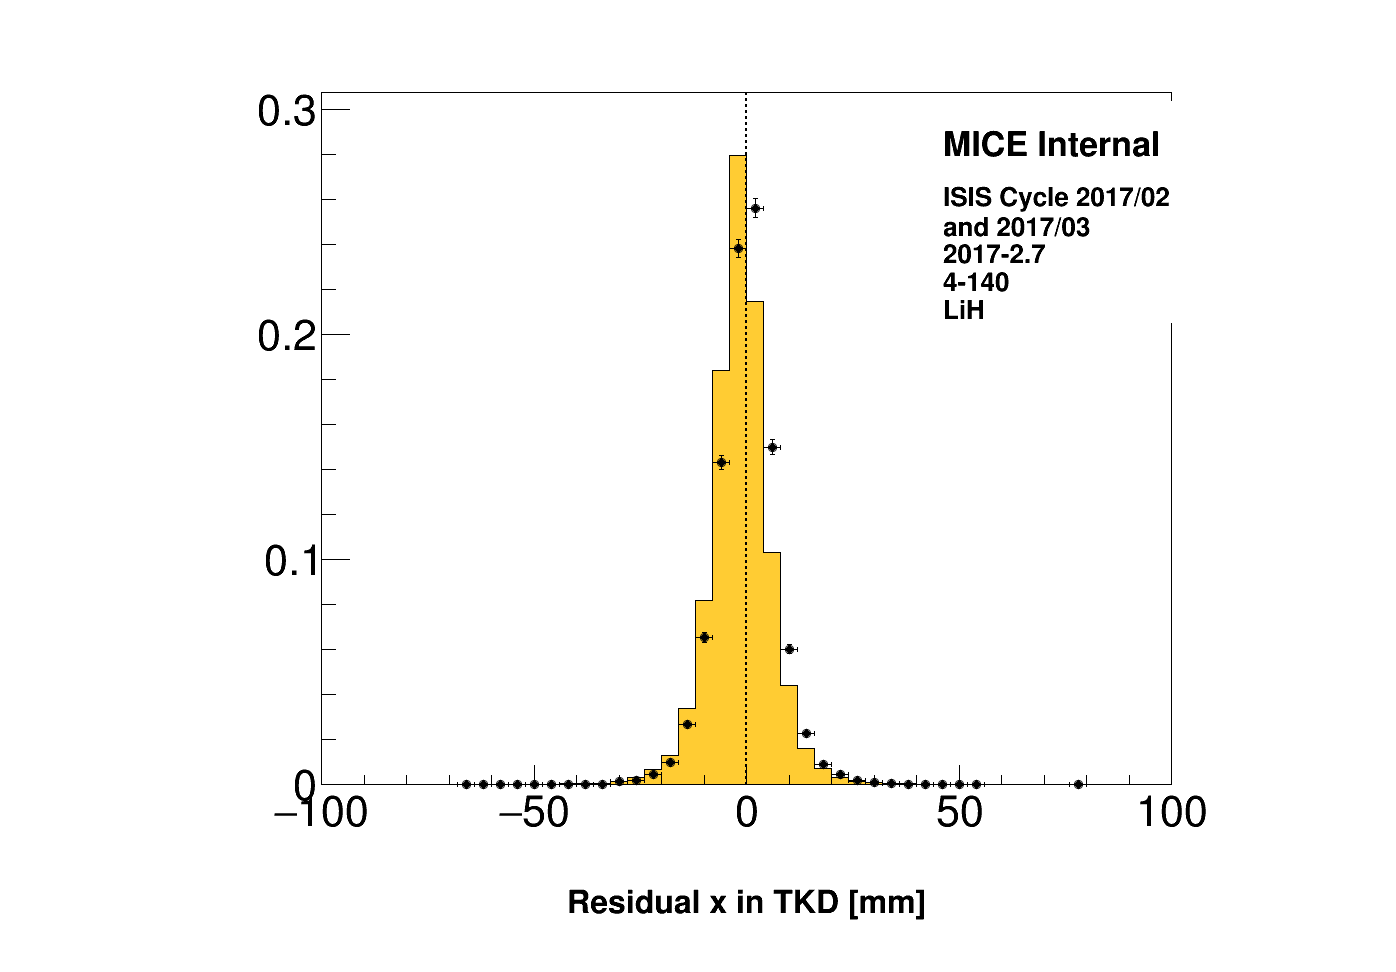 0.3
MICE Internal
ISIS Cycle 2017/02
and 2017/03
2017-2.7
4-140
LiH
0.2
0.1
0
−100 −50 0 50 100
Residual x in TKD [mm]